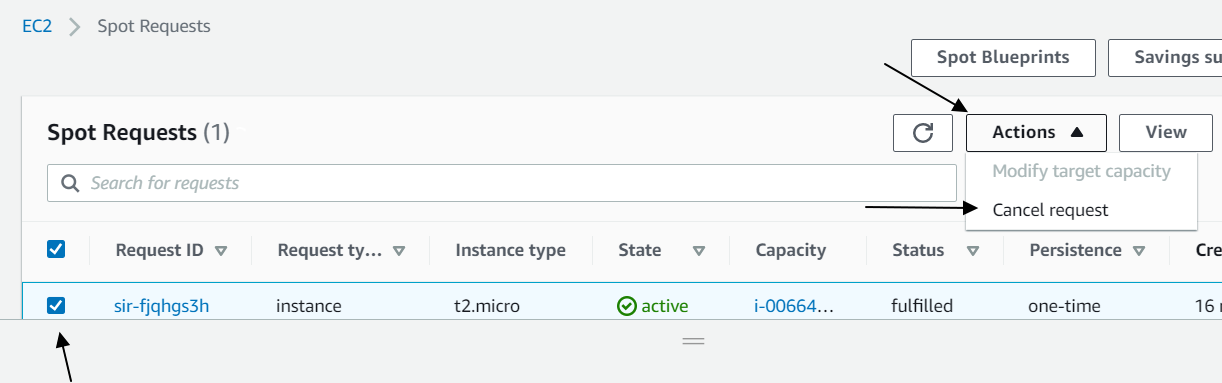 EC2 Spot Requests
Spot Blueprints Savings su
Spot Requests (1) Actions View
Search for requests
Modify target capacity
Cancel request
Request ID Request ty... Instance type State Capacity Status Persistence Cre
sir-fjqhgs3h instance t2.micro active i-00664... fulfilled one-time 16